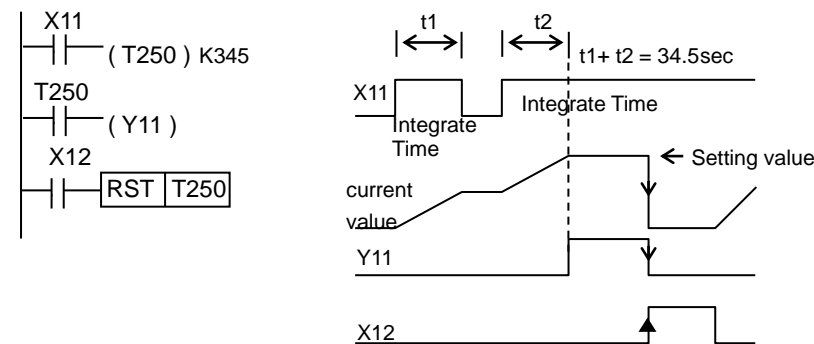 X11
( T250 ) K345
T250
( Y11 )
X12
RST T250
t1 t2
t1+ t2 = 34.5sec
X11
Integrate
Time
Integrate Time
Setting value
current
value
Y11
X12